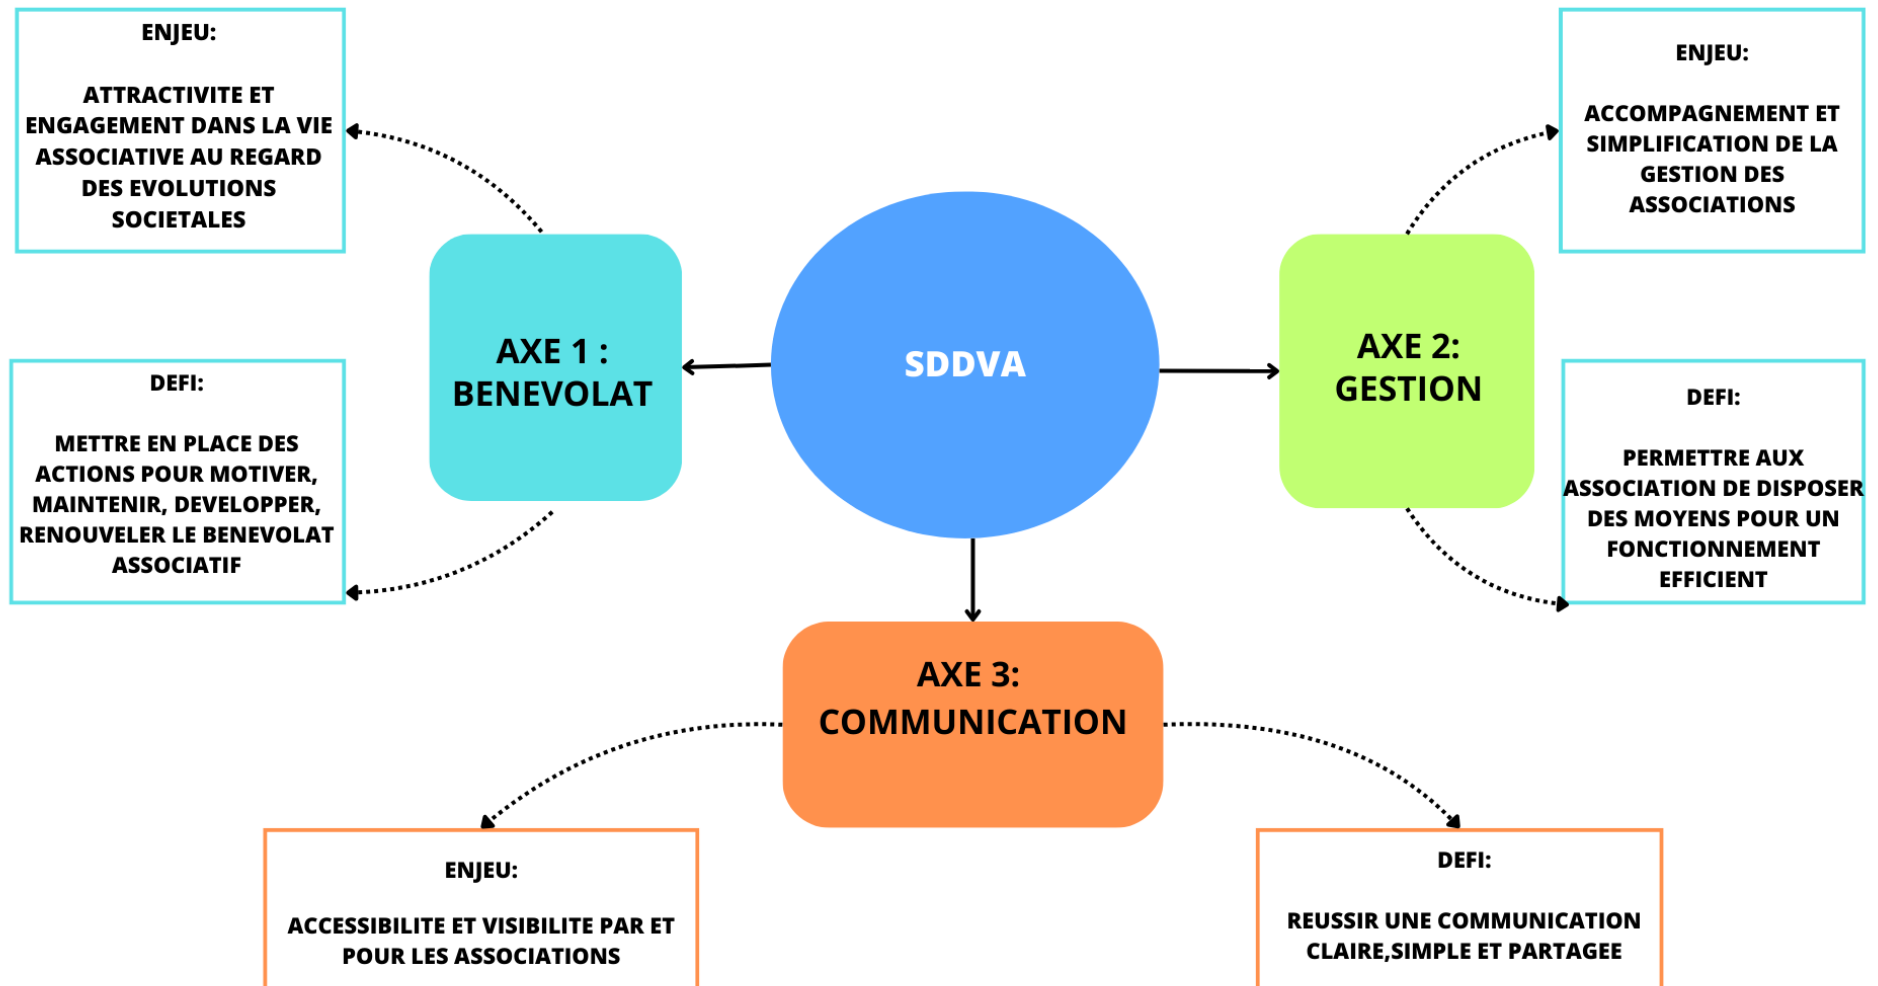 ENJEU:
ATTRACTIVITE ET
ENGAGEMENT DANS LA VIE
ASSOCIATIVE AU REGARD
DES EVOLUTIONS
SOCIETALES
DEFI:
METTRE EN PLACE DES
ACTIONS POUR MOTIVER,
MAINTENIR, DEVELOPPER,
RENOUVELER LE BENEVOLAT
ASSOCIATIF
AXE 1 :
BENEVOLAT
SDDVA
AXE 2:
GESTION
ENJEU:
ACCOMPAGNEMENT ET
SIMPLIFICATION DE LA
GESTION DES
ASSOCIATIONS
DEFI:
PERMETTRE AUX
ASSOCIATION DE DISPOSER
DES MOYENS POUR UN
FONCTIONNEMENT
EFFICIENT
AXE 3:
COMMUNICATION
ENJEU:
ACCESSIBILITE ET VISIBILITE PAR ET
POUR LES ASSOCIATIONS
DEFI:
REUSSIR UNE COMMUNICATION
CLAIRE,SIMPLE ET PARTAGEE